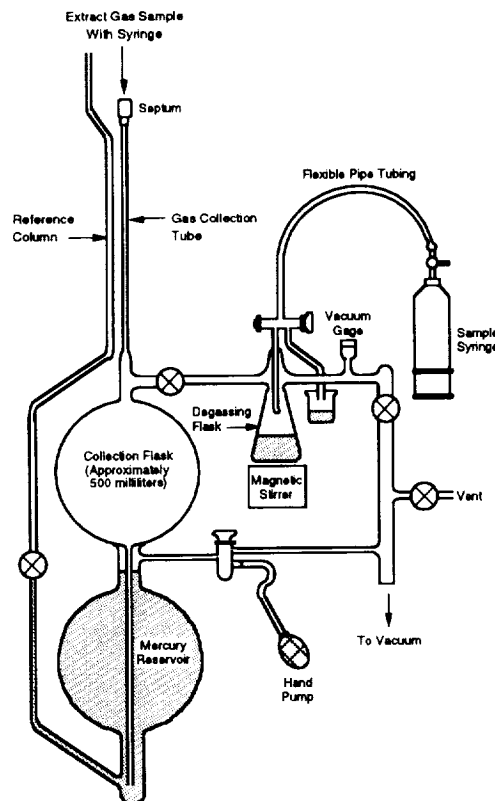 Extract Gas Sample
With Syringe
Septum
Flexible Pipe Tubing
Reference
Column
Gas Collection
Tube
Vacuum
Gage
Sample
Syringe
Degassing
Flask
Collection Flask
(Approximately
500 milliliters)
Magnetic
Stirrer
Vent
To Vacuum
Mercury
Reservoir
Hand
Pump